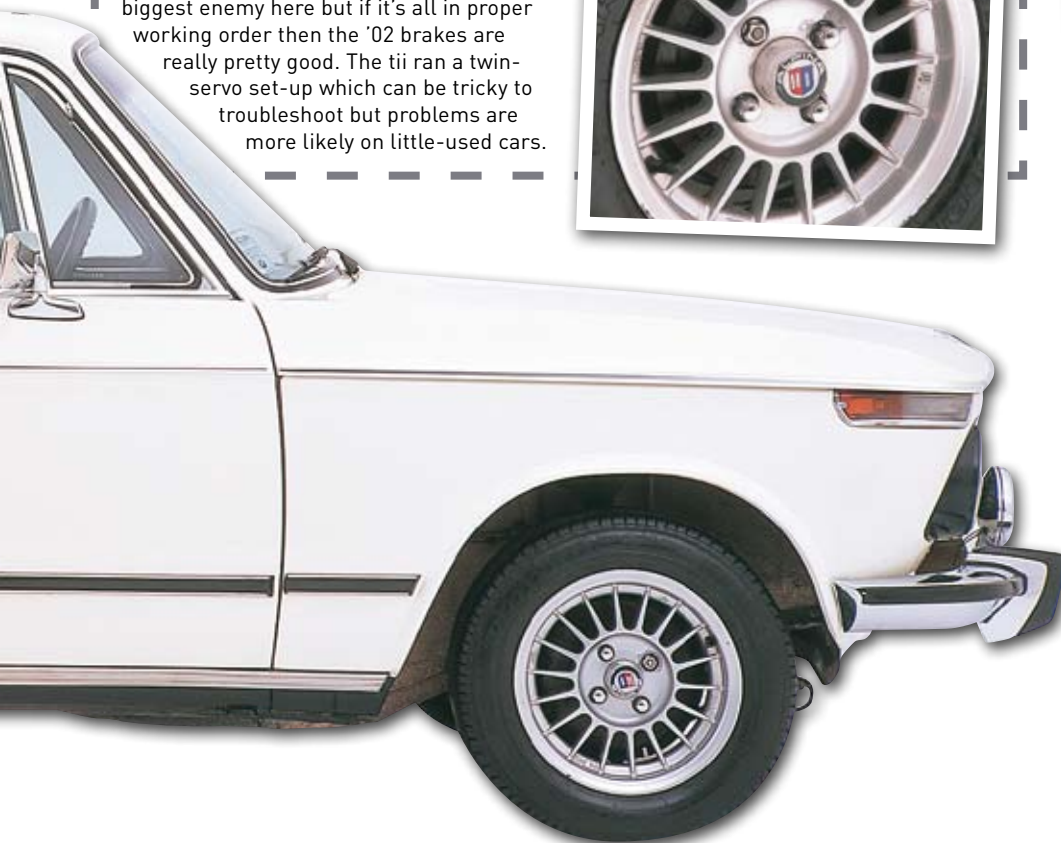 biggest enemy here but if it's all in proper
working order then the '02 brakes are
really pretty good. The tii ran a twin-
servo set-up which can be tricky to
troubleshoot but problems are
more likely on little-used cars.